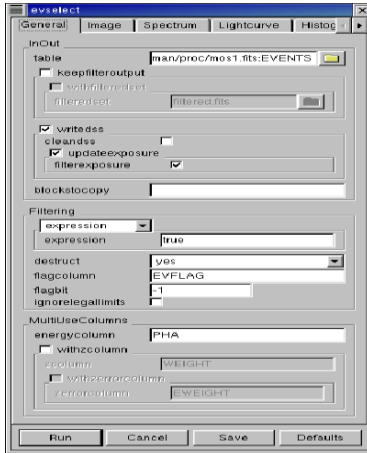 evselect
General Image Spectrum Lightcurve Histog
InOut
table man/proc/mos1.fits:EVENTS
keepfilteroutput
withfilteredset
filteredset filtered.fits
writedss
cleandss
updateexposure
filterexposure
blockstocopy
Filtering
expression
expression true
destruct yes
flagcolumn EVFLAG
flagbit -1
ignorelegallimits
MultiUseColumns
energycolumn PHA
withzcolumn
zcolumn WEIGHT
withzerrorcolumn
zerrorcolumn EWEIGHT
Run Cancel Save Defaults